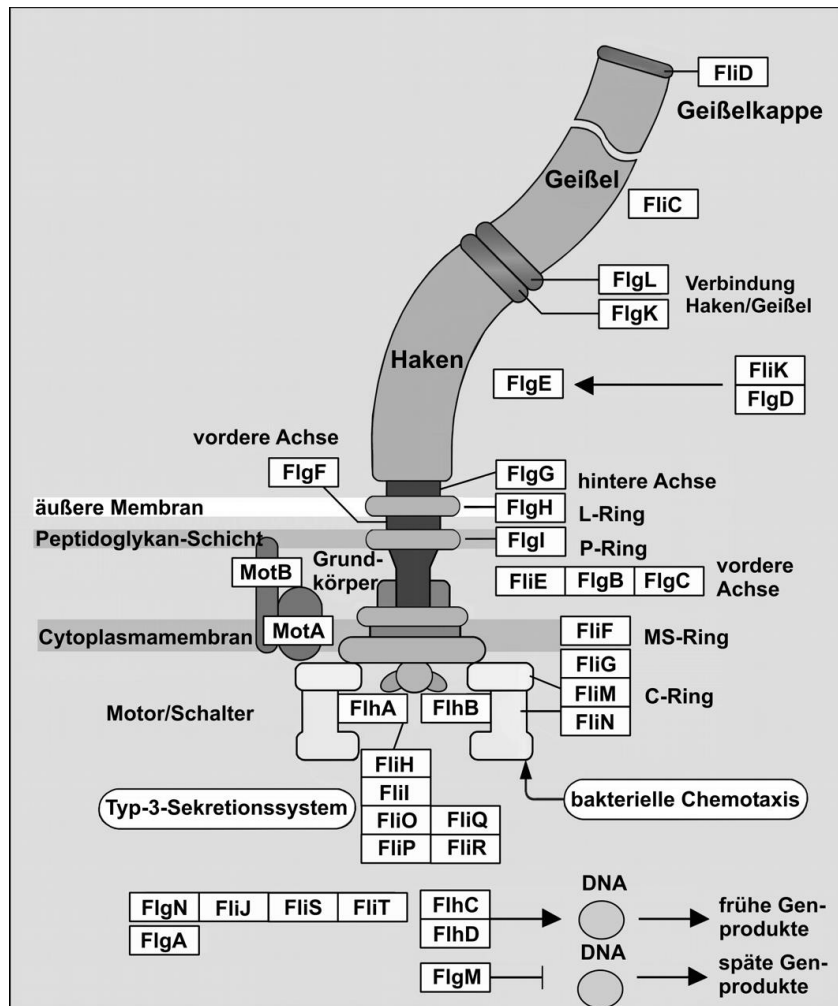 FliD
Geißelkappe
Geißel
FliC
FlgL
Verbindung
Haken/Geißel
FlgK
Haken
FlgE
FliK
FlgD
vordere Achse
FlgF
FlgG
hintere Achse
äußere Membran
FlgH
L-Ring
Peptidoglykan-Schicht
FlgI
P-Ring
MotB
Grund-
körper
FliE FlgB FlgC
vordere
Achse
Cytoplasmamembran
MotA
FliF
MS-Ring
FliG
FliM
FliN
C-Ring
Motor/Schalter
FlhA
FlhB
FliH
FliI
FliO FliQ
FliP FliR
Typ-3-Sekretionssystem
bakterielle Chemotaxis
FlgN FliJ FliS FliT
FlgA
FlhC
FlhD
DNA
frühe Gen-
produkte
FlgM
DNA
späte Gen-
produkte